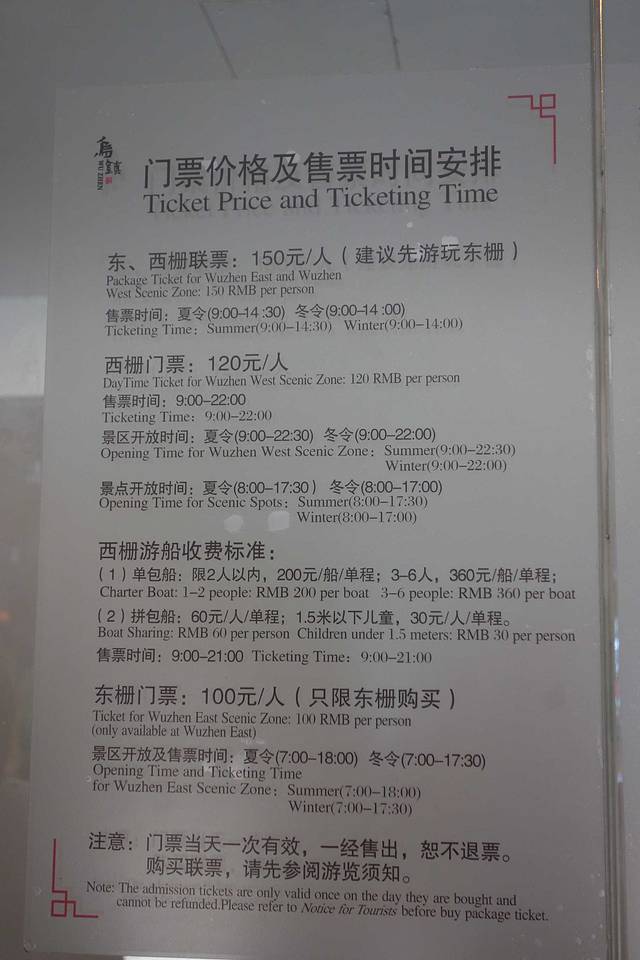 烏鎮
WU ZHEN
门票价格及售票时间安排
Ticket Price and Ticketing Time
东、西栅联票：150元/人（建议先游玩东栅）
Package Ticket for Wuzhen East and Wuzhen
West Scenic Zone: 150 RMB per person
售票时间：夏令(9:00–14:30) 冬令(9:00–14:00)
Ticketing Time：Summer(9:00–14:30) Winter(9:00–14:00)
西栅门票：120元/人
DayTime Ticket for Wuzhen West Scenic Zone: 120 RMB per person
售票时间：9:00–22:00
Ticketing Time：9:00–22:00
景区开放时间：夏令(9:00–22:30) 冬令(9:00–22:00)
Opening Time for Wuzhen West Scenic Zone：Summer(9:00–22:30)
Winter(9:00–22:00)
景点开放时间：夏令(8:00–17:30） 冬令(8:00–17:00)
Opening Time for Scenic Spots：Summer(8:00–17:30)
Winter(8:00–17:00)
西栅游船收费标准：
（1）单包船：限2人以内，200元/船/单程；3–6人，360元/船/单程；
Charter Boat: 1–2 people: RMB 200 per boat 3–6 people: RMB 360 per boat
（2）拼包船：60元/人/单程；1.5米以下儿童，30元/人/单程。
Boat Sharing: RMB 60 per person Children under 1.5 meters: RMB 30 per person
售票时间：9:00–21:00 Ticketing Time：9:00–21:00
东栅门票：100元/人（只限东栅购买）
Ticket for Wuzhen East Scenic Zone: 100 RMB per person
(only available at Wuzhen East)
景区开放及售票时间：夏令(7:00–18:00) 冬令(7:00–17:30)
Opening Time and Ticketing Time
for Wuzhen East Scenic Zone：Summer(7:00–18:00)
Winter(7:00–17:30)
注意：门票当天一次有效，一经售出，恕不退票。
购买联票，请先参阅游览须知。
Note: The admission tickets are only valid once on the day they are bought and
cannot be refunded.Please refer to Notice for Tourists before buy package ticket.